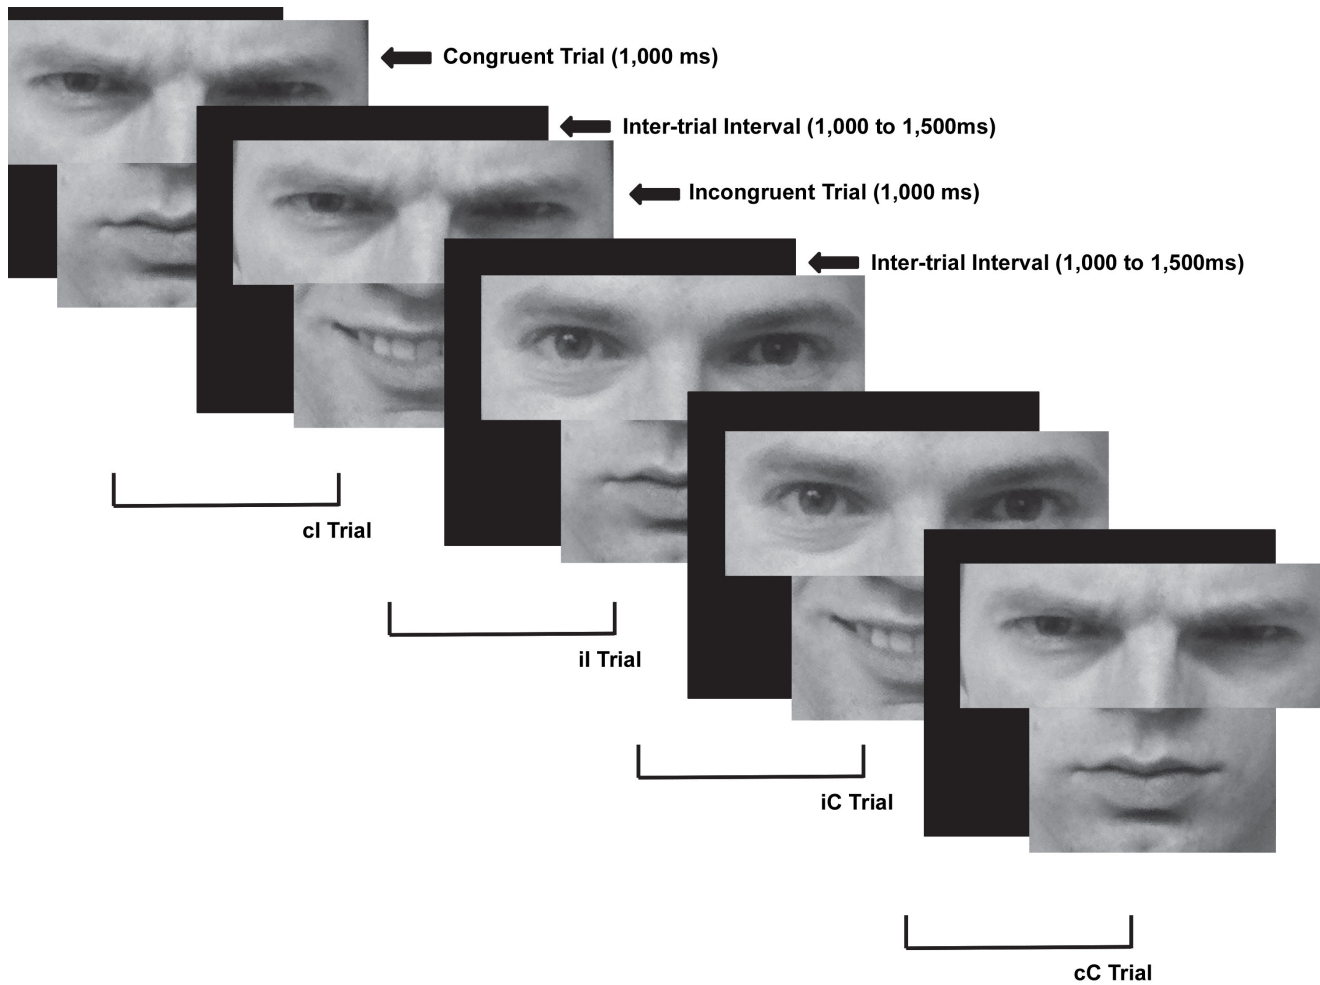 Congruent Trial (1,000 ms)
Inter-trial Interval (1,000 to 1,500ms)
Incongruent Trial (1,000 ms)
Inter-trial Interval (1,000 to 1,500ms)
cI Trial
iI Trial
iC Trial
cC Trial